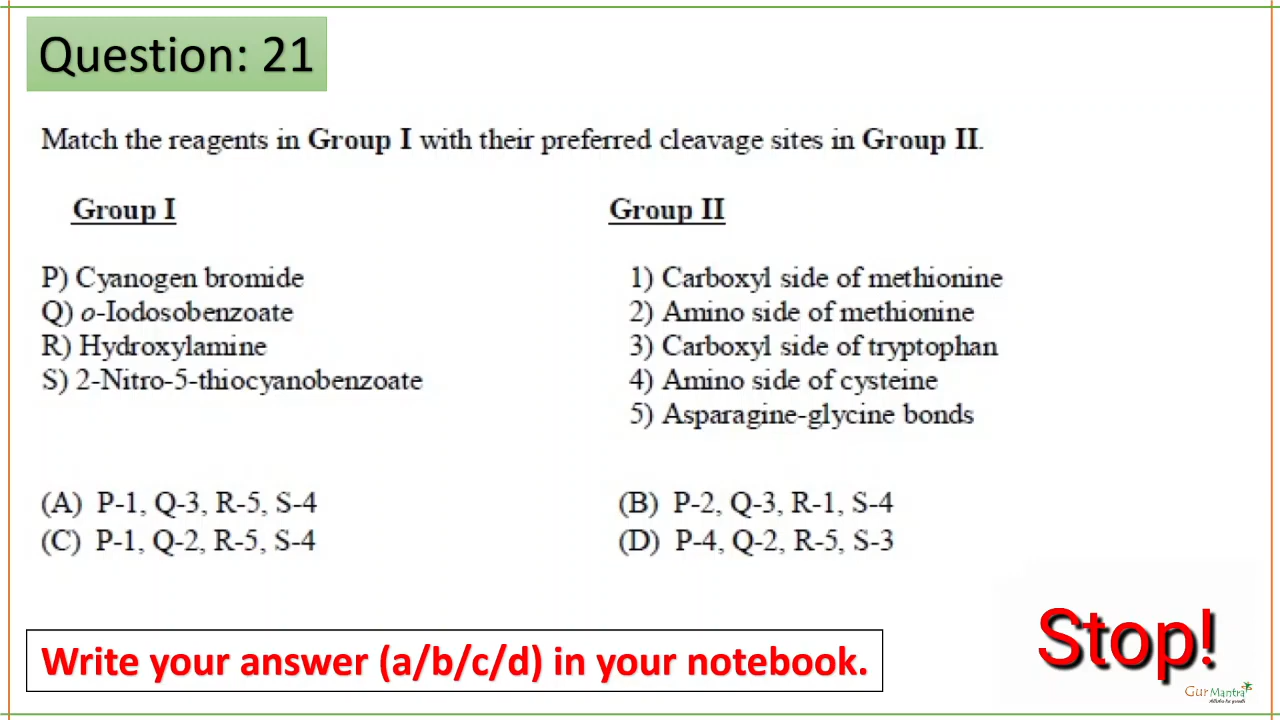 Question: 21
Match the reagents in Group I with their preferred cleavage sites in Group II.
Group I
Group II
P) Cyanogen bromide
1) Carboxyl side of methionine
Q) o-Iodosobenzoate
2) Amino side of methionine
R) Hydroxylamine
3) Carboxyl side of tryptophan
S) 2-Nitro-5-thiocyanobenzoate
4) Amino side of cysteine
5) Asparagine-glycine bonds
(A) P-1, Q-3, R-5, S-4
(B) P-2, Q-3, R-1, S-4
(C) P-1, Q-2, R-5, S-4
(D) P-4, Q-2, R-5, S-3
Stop!
Write your answer (a/b/c/d) in your notebook.
Gur Mantra